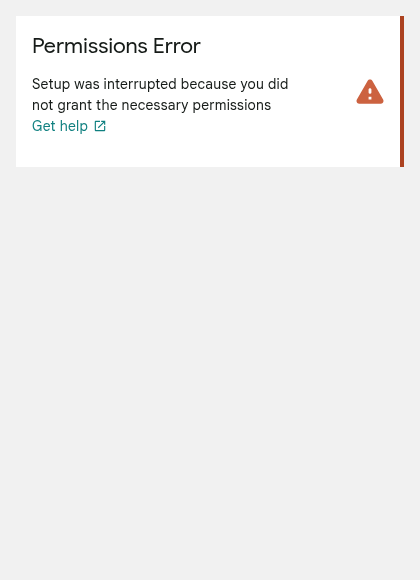 Permissions Error
Setup was interrupted because you did
not grant the necessary permissions
Get help